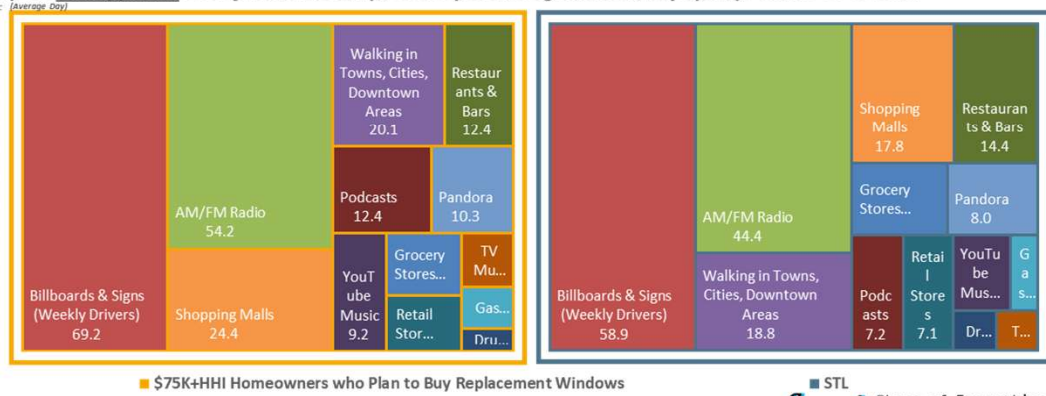 (Average Day)
Billboards & Signs
(Weekly Drivers)
69.2
AM/FM Radio
54.2
Shopping Malls
24.4
Walking in
Towns, Cities,
Downtown
Areas
20.1
Restaur
ants &
Bars
12.4
Podcasts
12.4
Pandora
10.3
YouT
ube
Music
9.2
Grocery
Stores...
Retail
Stor...
TV
Mu...
Gas...
Dru...
Billboards & Signs
(Weekly Drivers)
58.9
AM/FM Radio
44.4
Walking in Towns,
Cities, Downtown
Areas
18.8
Shopping
Malls
17.8
Restauran
ts & Bars
14.4
Grocery
Stores...
Pandora
8.0
Podc
asts
7.2
Retai
l
Store
s
7.1
YouTu
be
Mus...
G
a
s...
Dr...
T...
$75K+HHI Homeowners who Plan to Buy Replacement Windows
STL